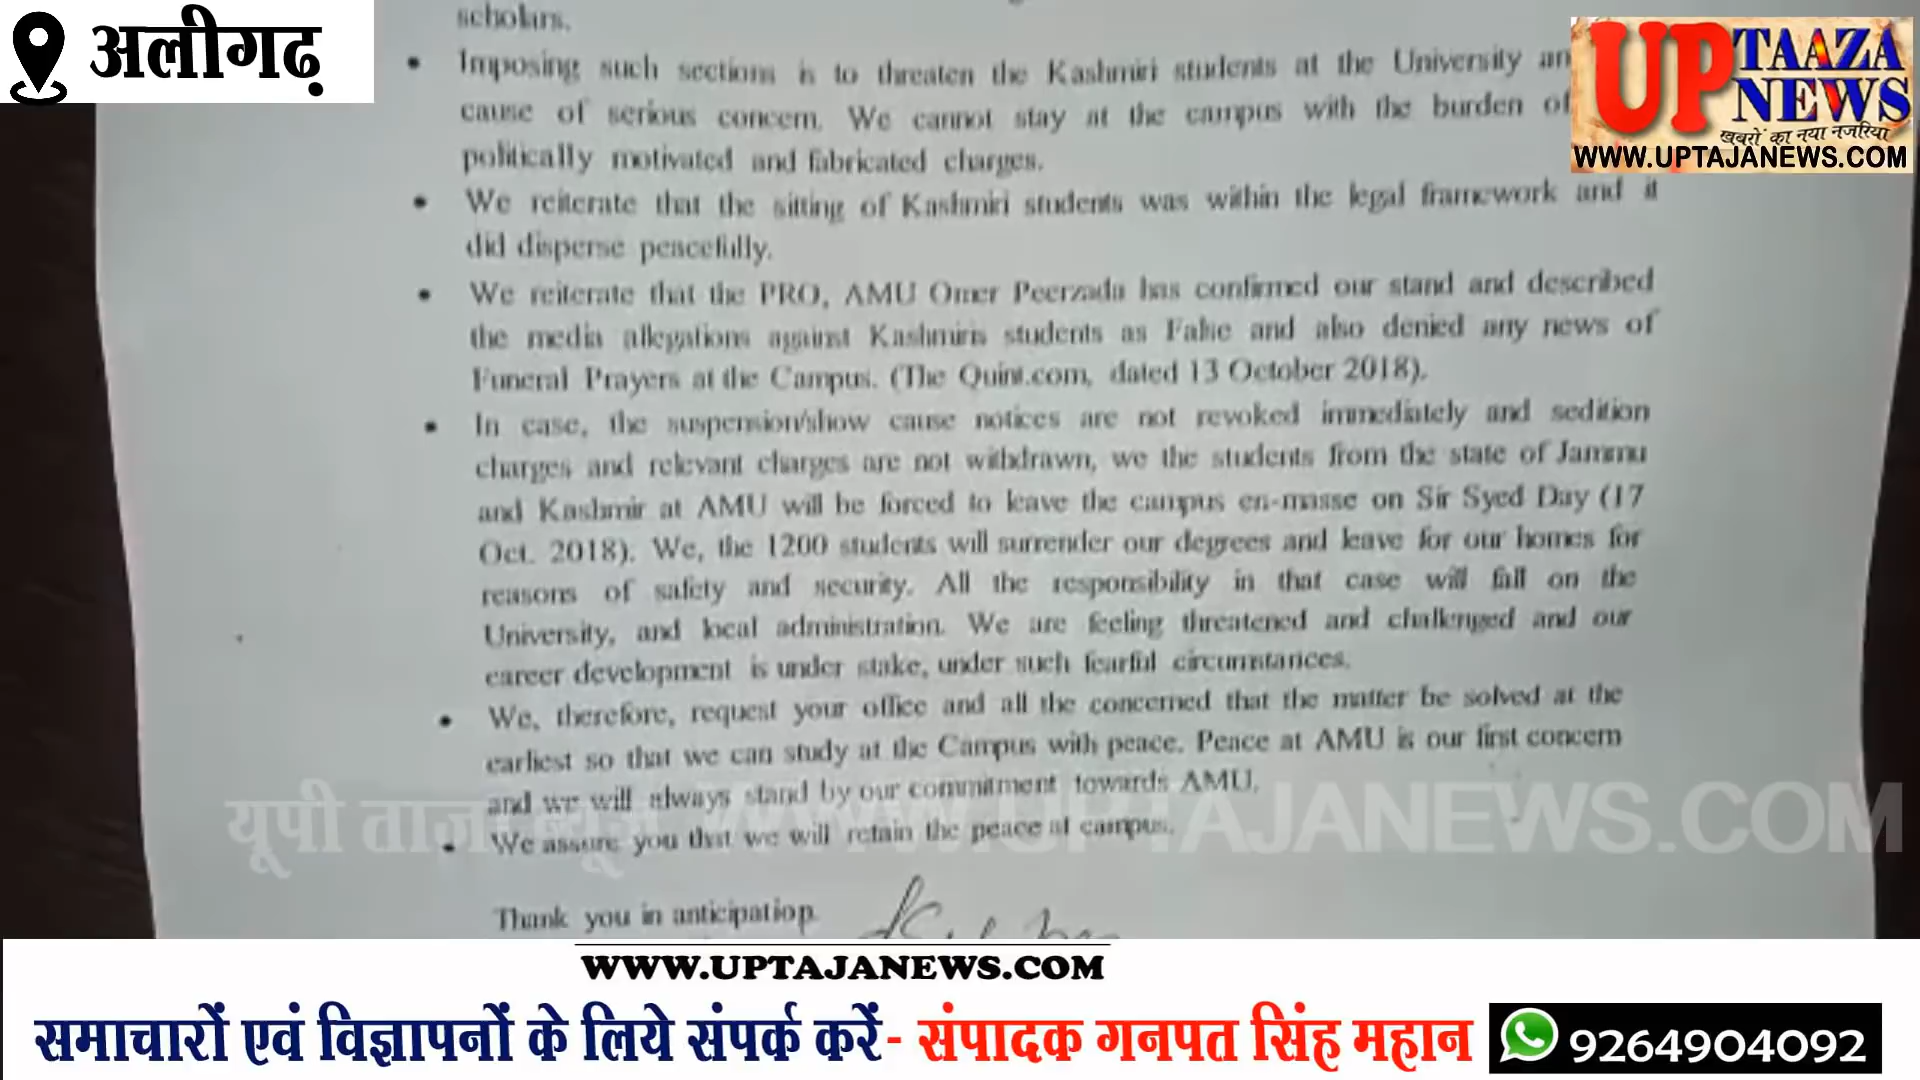 अलीगढ़
UP TAAZA NEWS
खबरों का नया नजरिया
WWW.UPTAJANEWS.COM
scholars.
• Imposing such sections is to threaten the Kashmiri students at the University an
cause of serious concern. We cannot stay at the campus with the burden of
politically motivated and fabricated charges.
• We reiterate that the sitting of Kashmiri students was within the legal framework and it
did disperse peacefully.
• We reiterate that the PRO, AMU Omer Peerzada has confirmed our stand and described
the media allegations against Kashmiris students as False and also denied any news of
Funeral Prayers at the Campus. (The Quint.com, dated 13 October 2018).
• In case, the suspension/show cause notices are not revoked immediately and sedition
charges and relevant charges are not withdrawn, we the students from the state of Jammu
and Kashmir at AMU will be forced to leave the campus en-masse on Sir Syed Day (17
Oct. 2018). We, the 1200 students will surrender our degrees and leave for our homes for
reasons of safety and security. All the responsibility in that case will fall on the
University, and local administration. We are feeling threatened and challenged and our
career development is under stake, under such fearful circumstances.
• We, therefore, request your office and all the concerned that the matter be solved at the
earliest so that we can study at the Campus with peace. Peace at AMU is our first concern
and we will always stand by our commitment towards AMU.
• We assure you that we will retain the peace at campus.
यूपी ताजा न्यूज WWW.UPTAJANEWS.COM
Thank you in anticipation.
WWW.UPTAJANEWS.COM
समाचारों एवं विज्ञापनों के लिये संपर्क करें- संपादक गनपत सिंह महान 9264904092